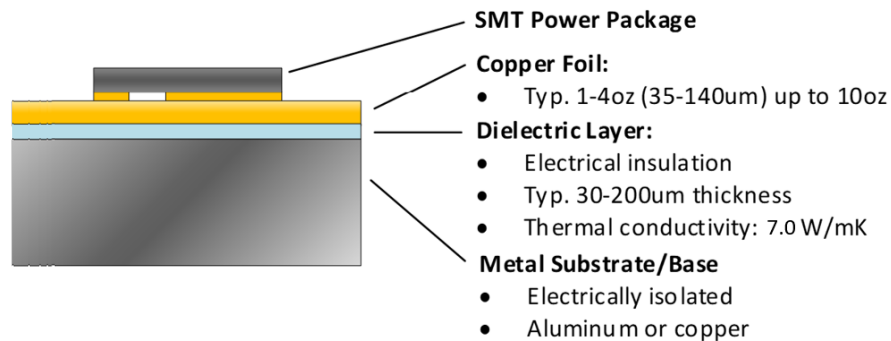 SMT Power Package
Copper Foil:
• Typ. 1-4oz (35-140um) up to 10oz
Dielectric Layer:
• Electrical insulation
• Typ. 30-200um thickness
• Thermal conductivity: 7.0 W/mK
Metal Substrate/Base
• Electrically isolated
• Aluminum or copper